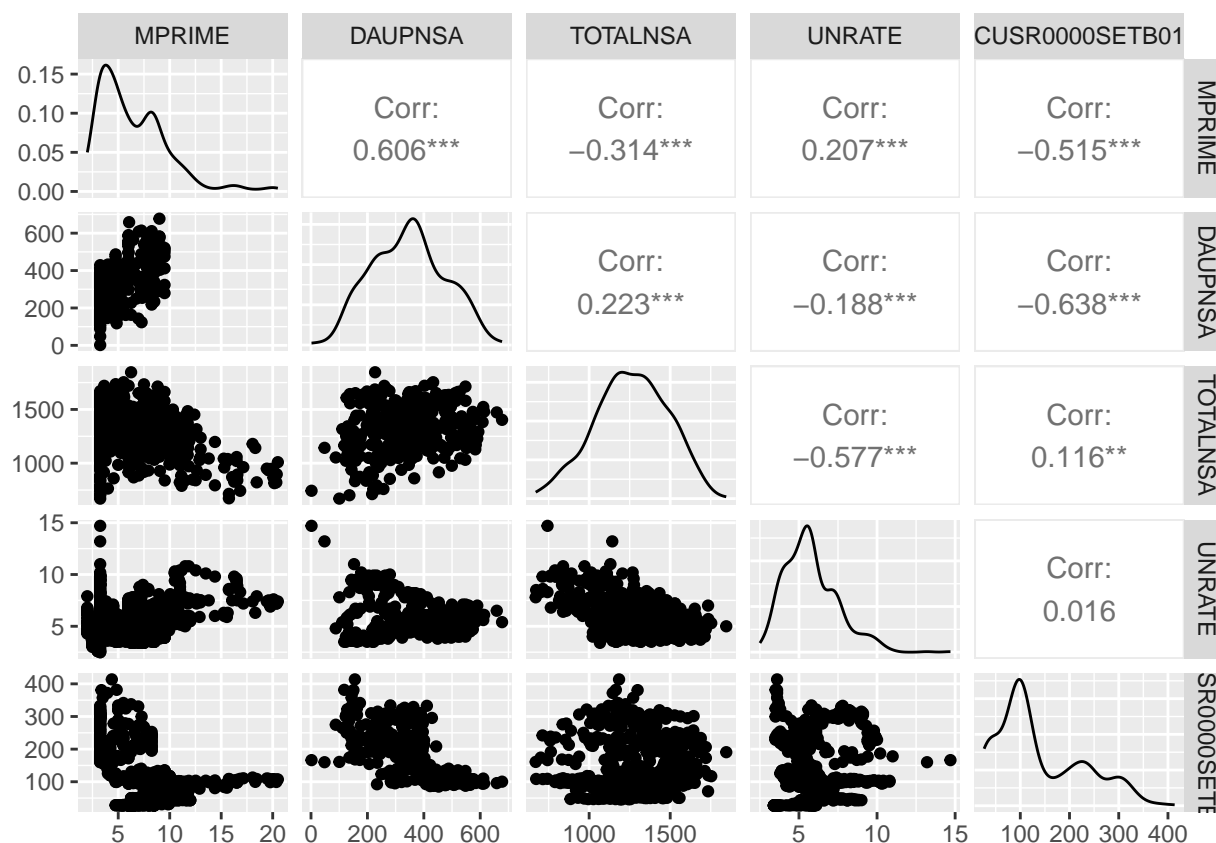 MPRIME DAUPNSA TOTALNSA UNRATE CUSR0000SETB01
0.15
0.10
0.05
0.00
Corr:
0.606***
Corr:
−0.314***
Corr:
0.207***
Corr:
−0.515***
MPRIME
600
400
200
0
Corr:
0.223***
Corr:
−0.188***
Corr:
−0.638***
DAUPNSA
1500
1000
Corr:
−0.577***
Corr:
0.116**
TOTALNSA
15
10
5
Corr:
0.016
UNRATE
400
300
200
100
SR0000SETE
5 10 15 20 0 200 400 600 1000 1500 5 10 15 100 200 300 400